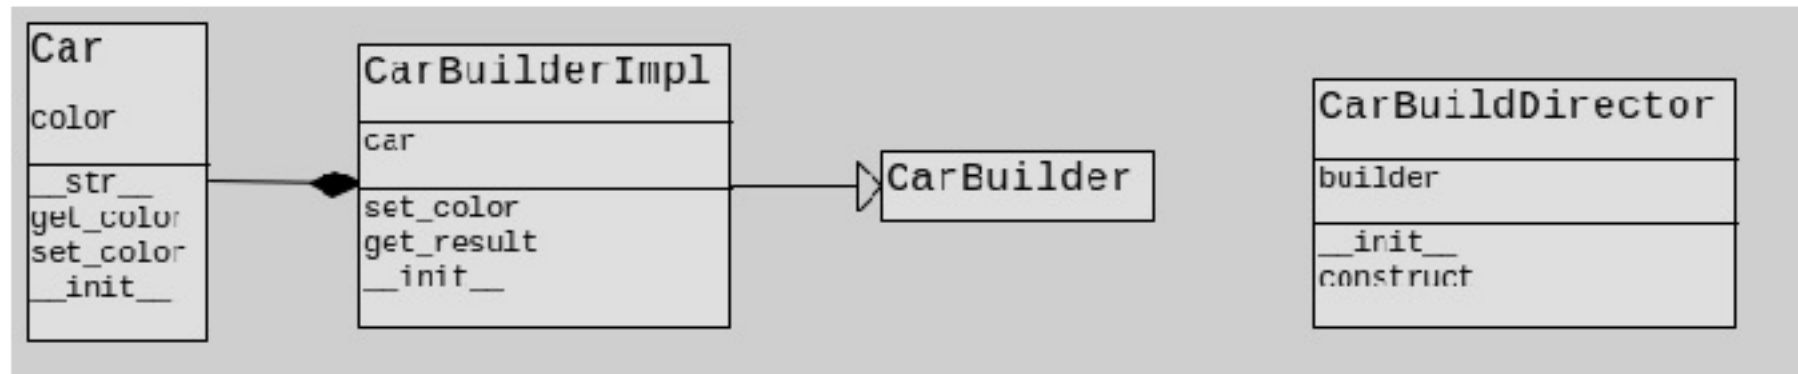 Car
color
__str__
get_color
set_color
__init__
CarBuilderImpl
car
set_color
get_result
__init__
CarBuilder
CarBuildDirector
builder
__init__
construct